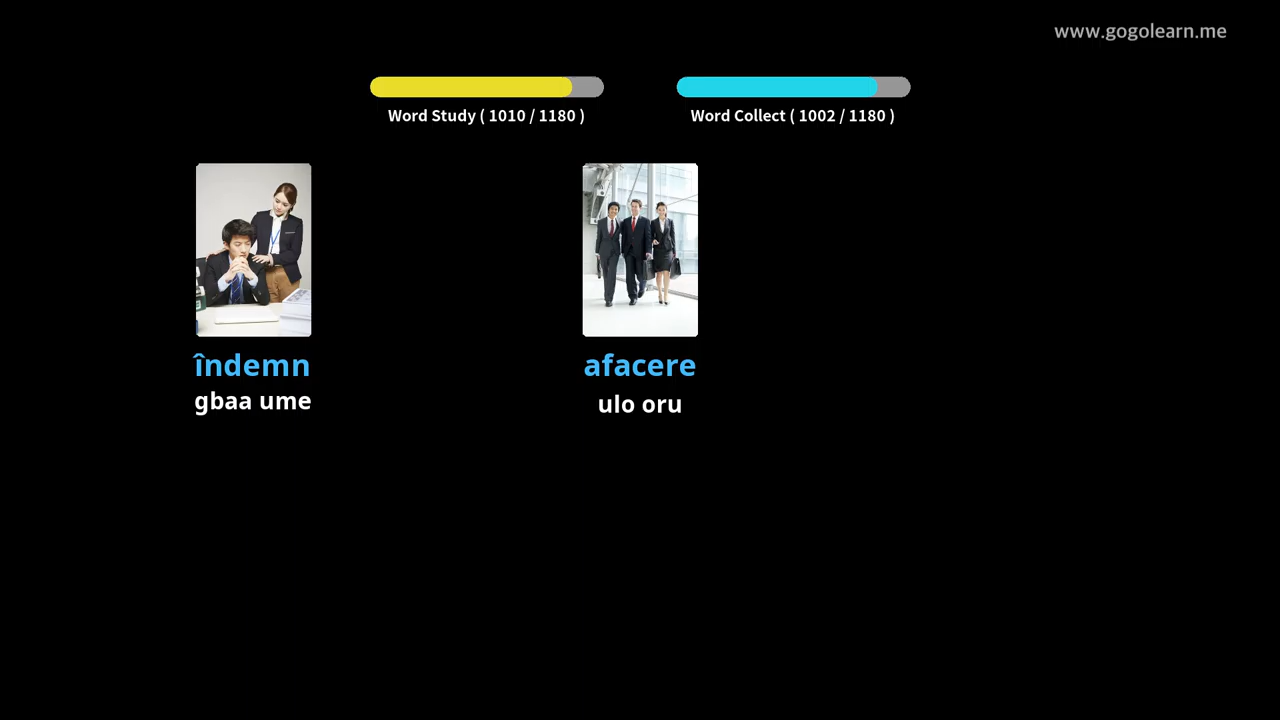 www.gogolearn.me
Word Study ( 1010 / 1180 )
Word Collect ( 1002 / 1180 )
îndemn
gbaa ume
afacere
ulo oru